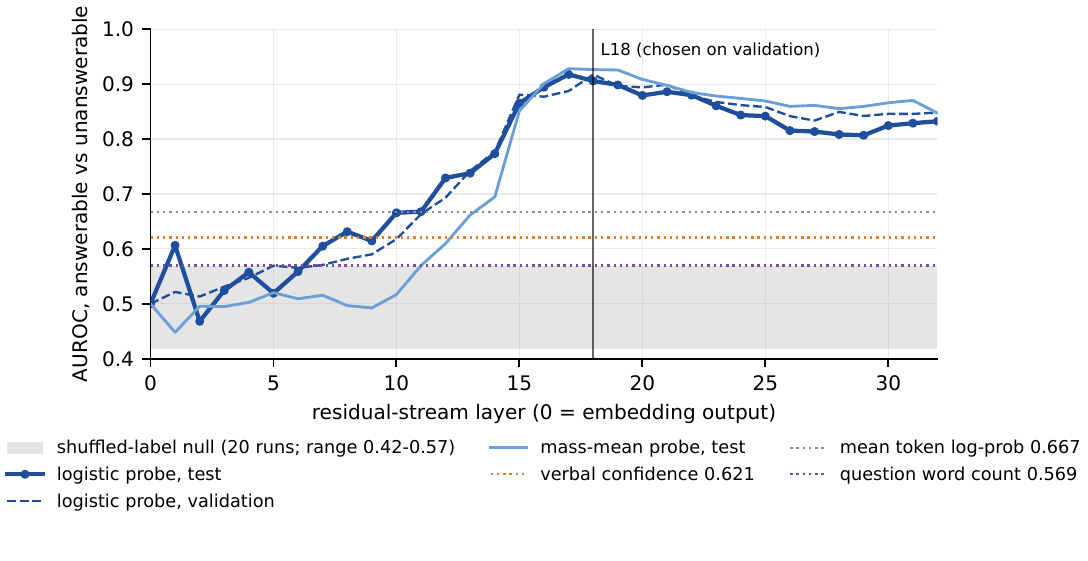 AUROC, answerable vs unanswerable
1.0
0.9
0.8
0.7
0.6
0.5
0.4
L18 (chosen on validation)
0 5 10 15 20 25 30
residual-stream layer (0 = embedding output)
shuffled-label null (20 runs; range 0.42-0.57)
logistic probe, test
logistic probe, validation
mass-mean probe, test
verbal confidence 0.621
mean token log-prob 0.667
question word count 0.569